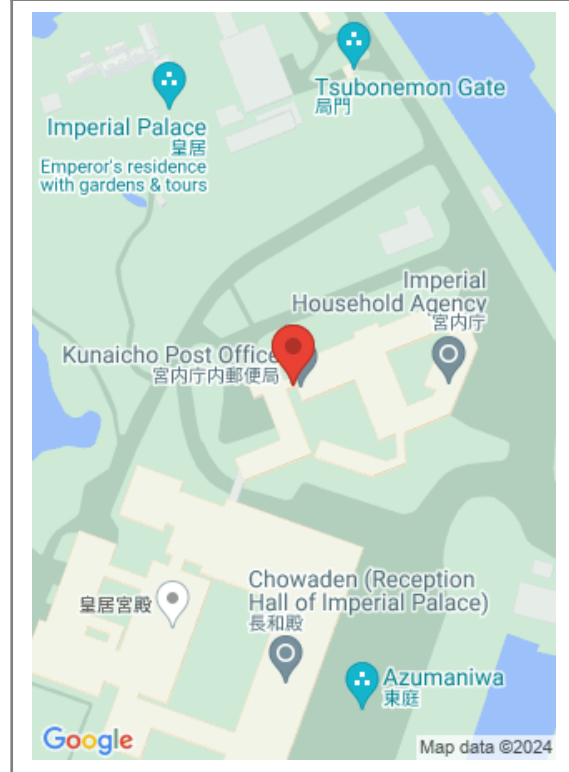 Tsubonemon Gate
局門
Imperial Palace
皇居
Emperor's residence
with gardens & tours
Imperial
Household Agency
宮内庁
Kunaicho Post Office
宮内庁内郵便局
皇居宮殿
Chowaden (Reception
Hall of Imperial Palace)
長和殿
Azumaniwa
東庭
Google
Map data ©2024